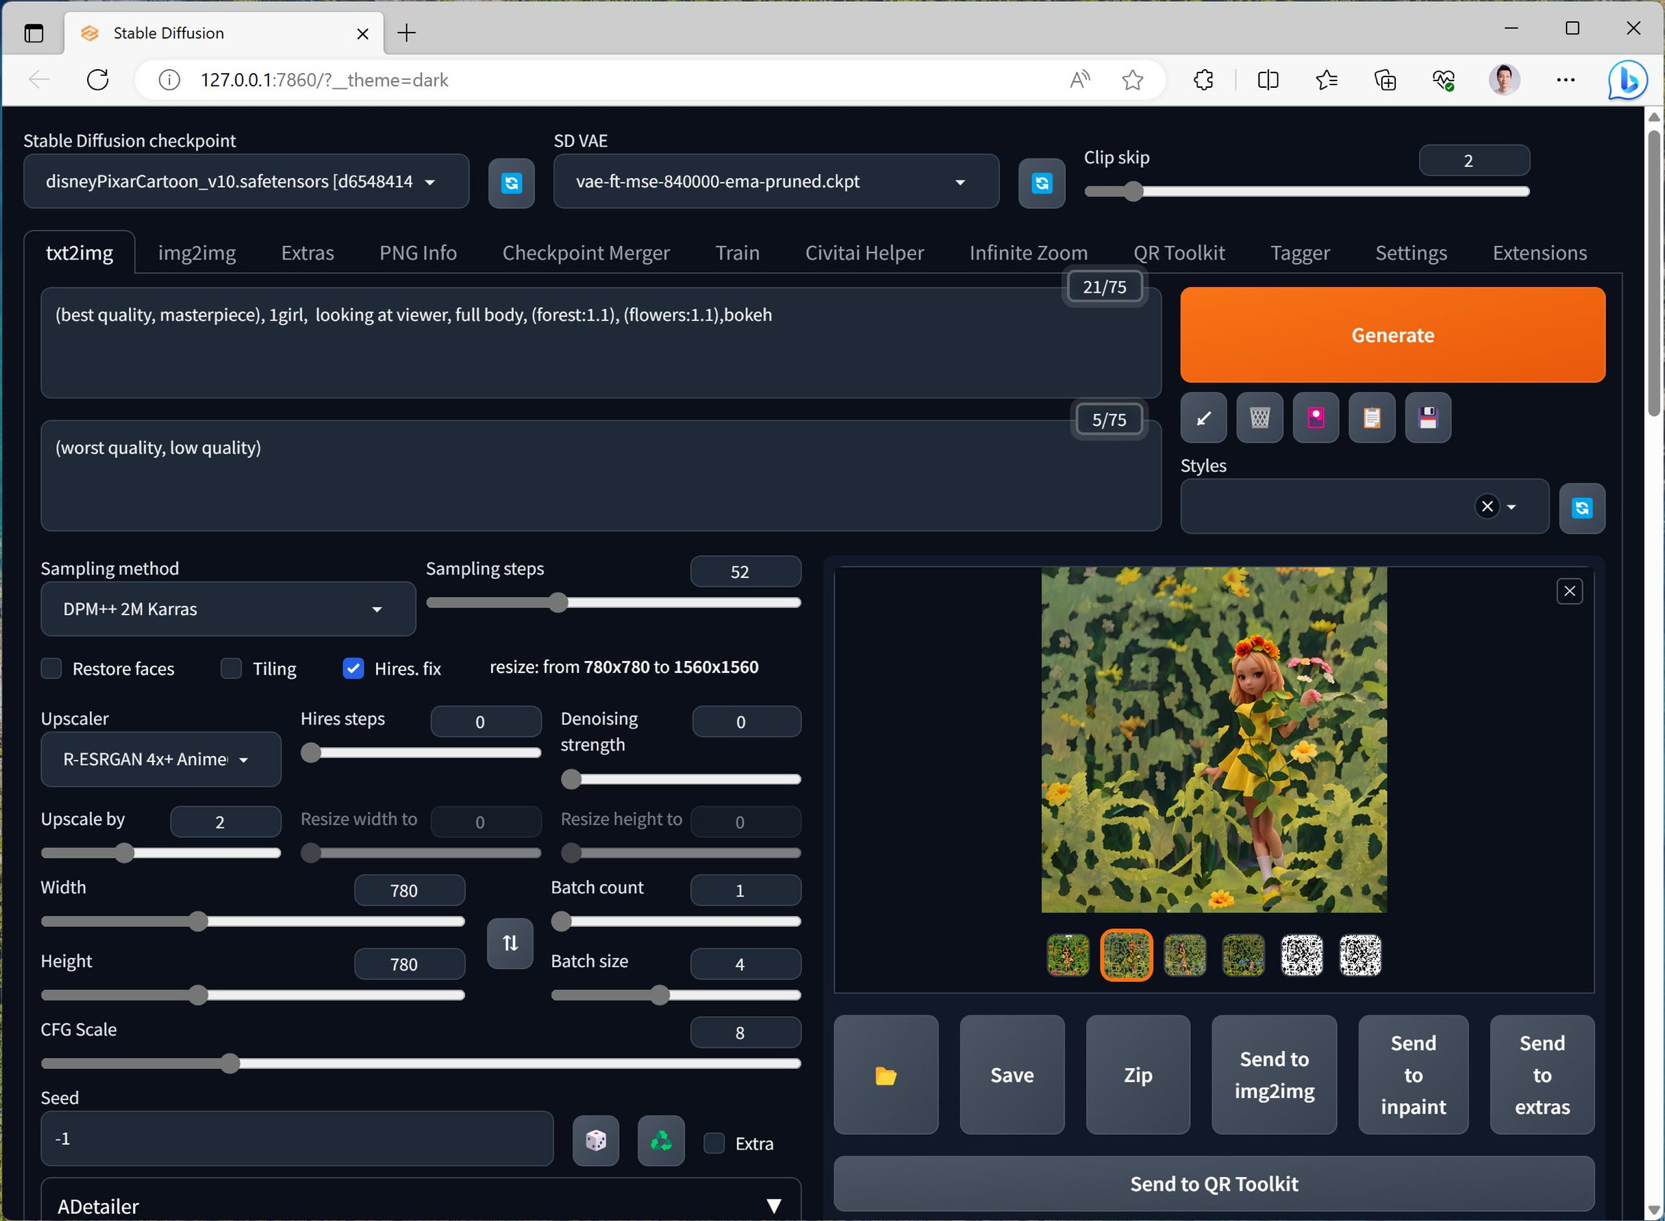 Stable Diffusion
127.0.0.1:7860/?__theme=dark
Stable Diffusion checkpoint
SD VAE
Clip skip
2
disneyPixarCartoon_v10.safetensors [d6548414
vae-ft-mse-840000-ema-pruned.ckpt
txt2img
img2img
Extras
PNG Info
Checkpoint Merger
Train
Civitai Helper
Infinite Zoom
QR Toolkit
Tagger
Settings
Extensions
21/75
(best quality, masterpiece), 1girl,  looking at viewer, full body, (forest:1.1), (flowers:1.1),bokeh
Generate
5/75
(worst quality, low quality)
Styles
Sampling method
Sampling steps
52
DPM++ 2M Karras
Restore faces
Tiling
Hires. fix
resize: from 780x780 to 1560x1560
Upscaler
Hires steps
0
Denoising
strength
0
R-ESRGAN 4x+ Anime
Upscale by
2
Resize width to
0
Resize height to
0
Width
780
Batch count
1
Height
780
Batch size
4
CFG Scale
8
Seed
-1
Extra
ADetailer
Save
Zip
Send to
img2img
Send
to
inpaint
Send
to
extras
Send to QR Toolkit